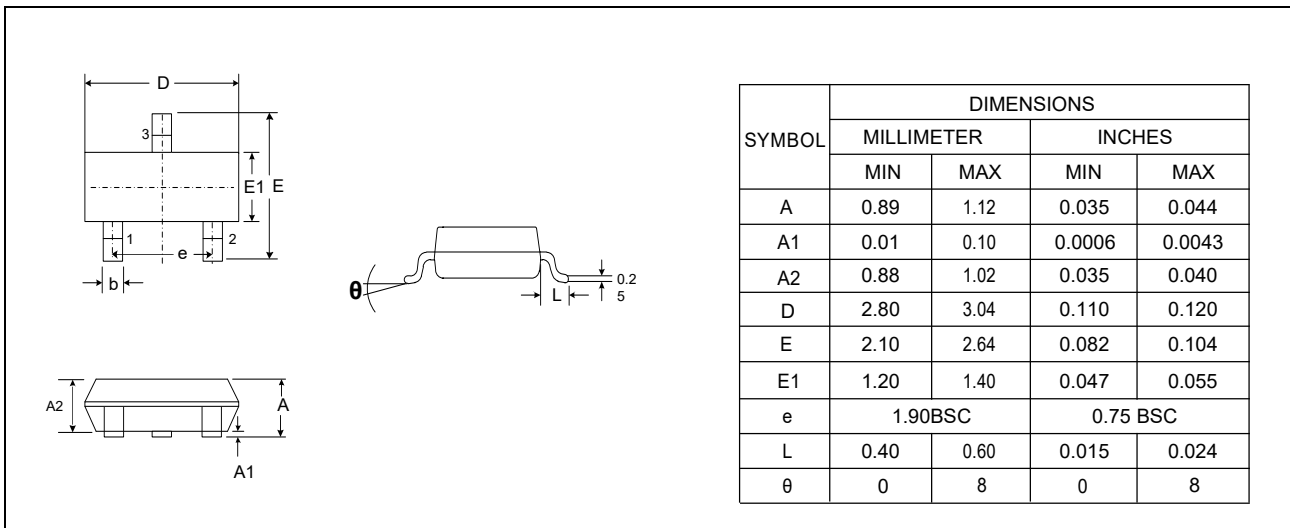 D
3
E1 E
1
2
e
b
θ
L
0.2
5
A2
A
A1
DIMENSIONS
SYMBOL
MILLIMETER INCHES
MIN MAX MIN MAX
A 0.89 1.12 0.035 0.044
A1 0.01 0.10 0.0006 0.0043
A2 0.88 1.02 0.035 0.040
D 2.80 3.04 0.110 0.120
E 2.10 2.64 0.082 0.104
E1 1.20 1.40 0.047 0.055
e 1.90BSC 0.75 BSC
L 0.40 0.60 0.015 0.024
θ 0 8 0 8